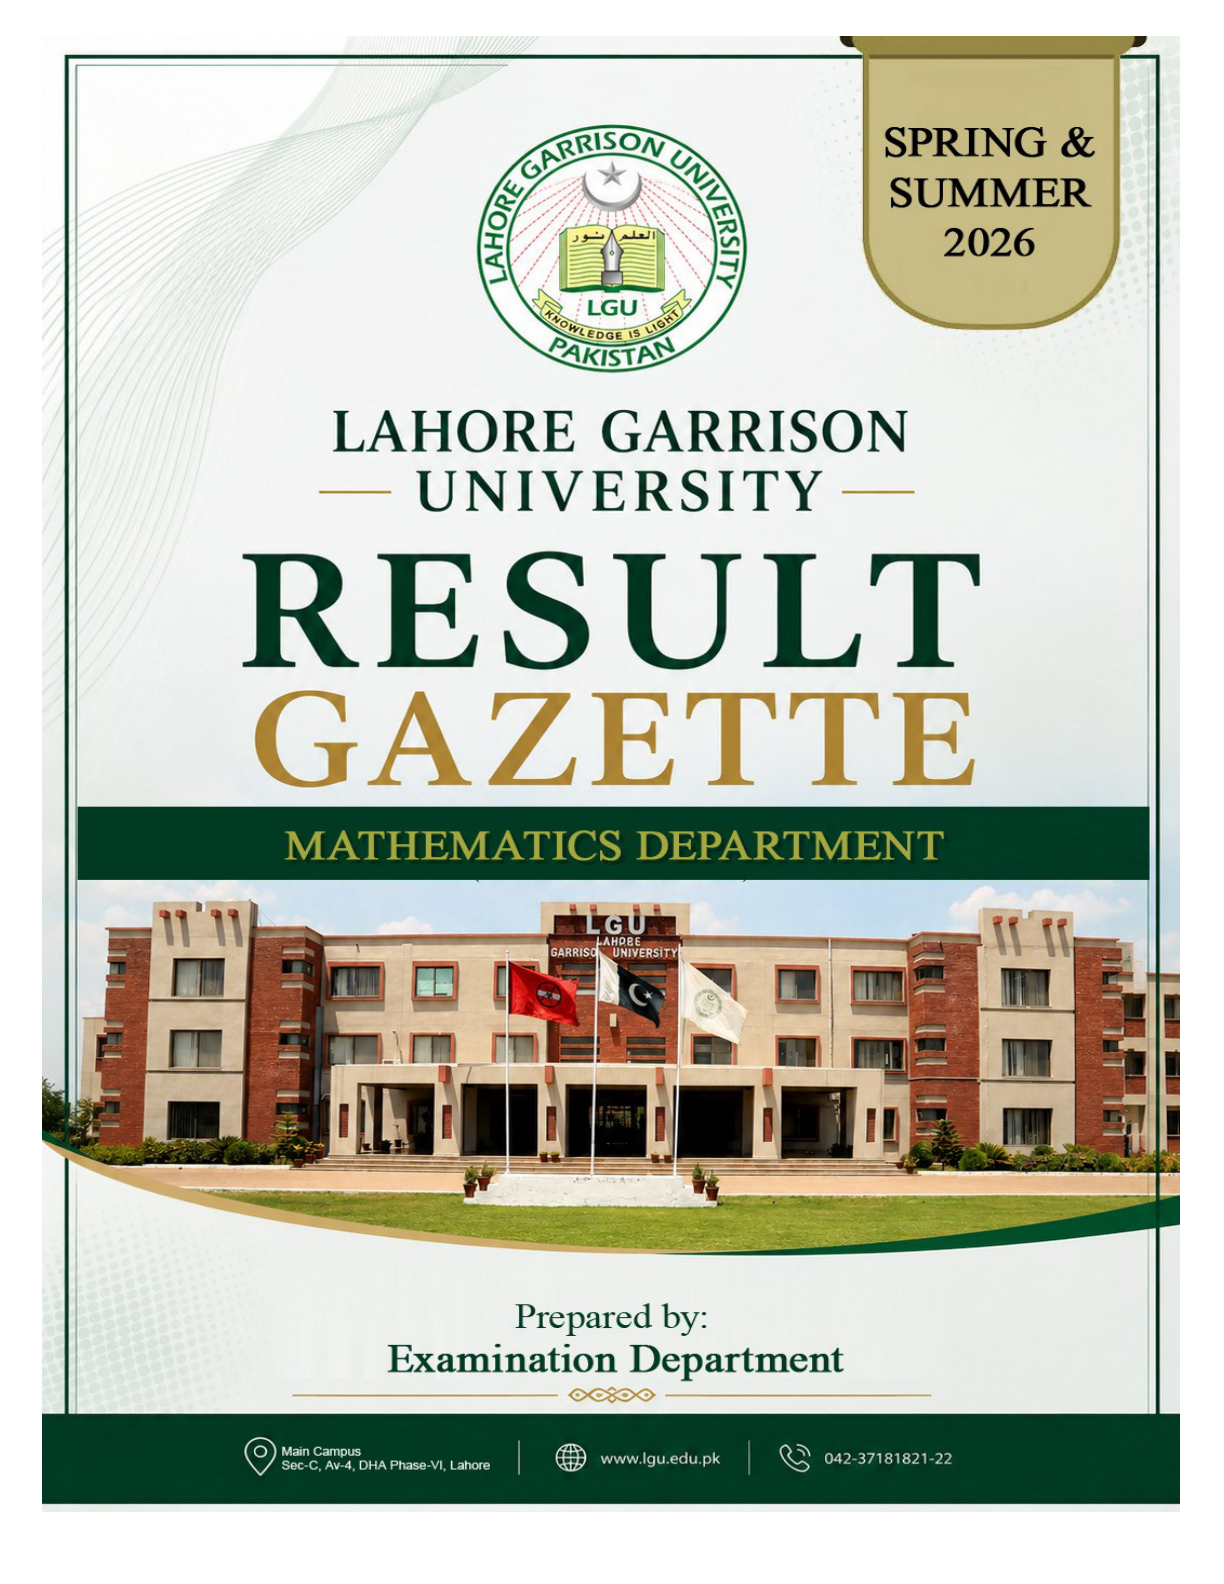 SPRING &
SUMMER
2026
LAHORE GARRISON UNIVERSITY
العلم نور
LGU
KNOWLEDGE IS LIGHT
PAKISTAN
LAHORE GARRISON
UNIVERSITY
RESULT
GAZETTE
MATHEMATICS DEPARTMENT
LGU
LAHORE
GARRISON UNIVERSITY
Prepared by:
Examination Department
Main Campus
Sec-C, Av-4, DHA Phase-VI, Lahore
www.lgu.edu.pk
042-37181821-22